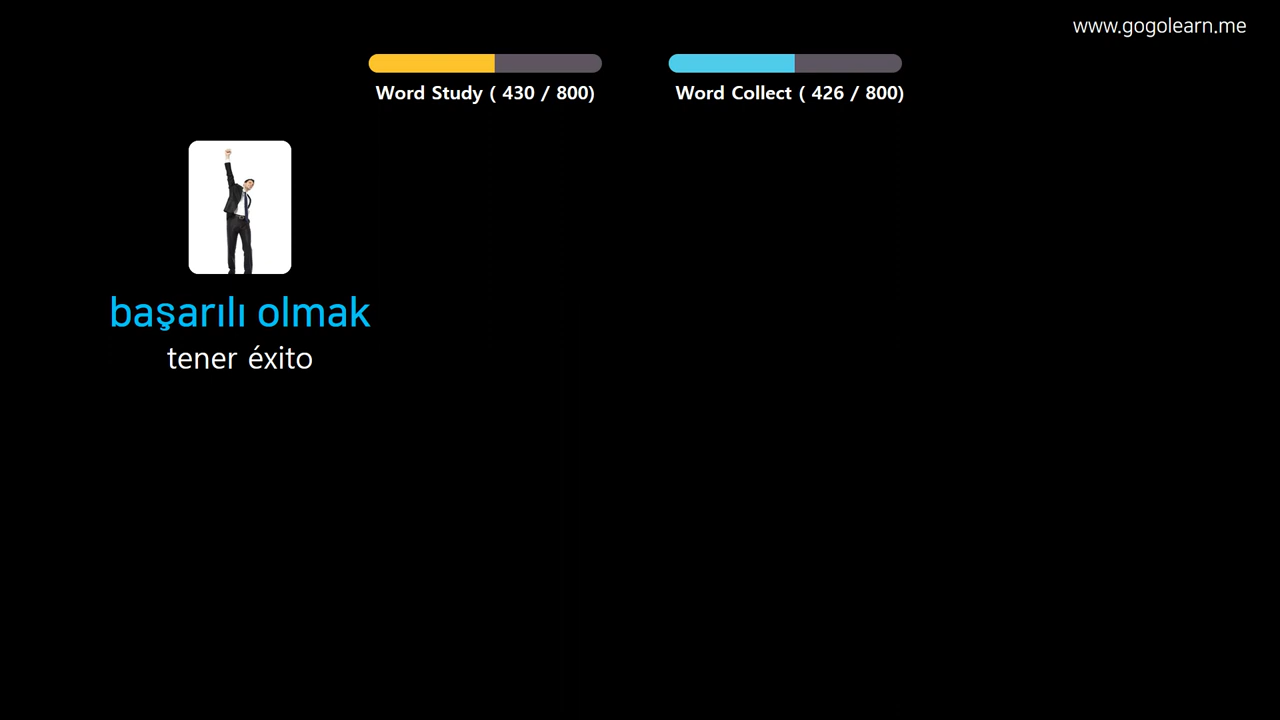 www.gogolearn.me
Word Study ( 430 / 800)
Word Collect ( 426 / 800)
başarılı olmak
tener éxito